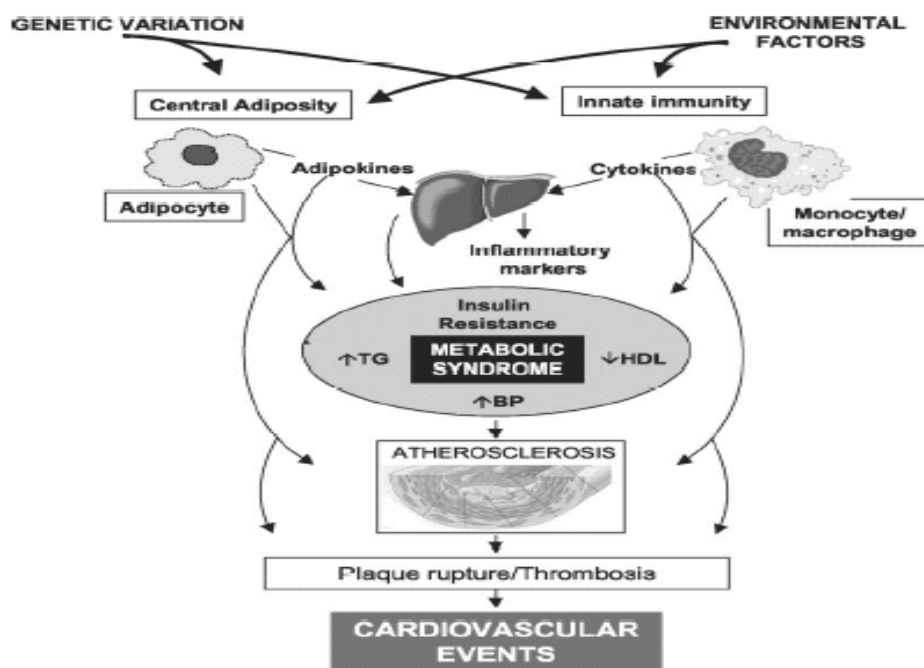 GENETIC VARIATION
ENVIRONMENTAL
FACTORS
Central Adiposity
Innate immunity
Adipokines
Cytokines
Adipocyte
Monocyte/
macrophage
Inflammatory
markers
Insulin
Resistance
↑TG
METABOLIC
SYNDROME
↓HDL
↑BP
ATHEROSCLEROSIS
Plaque rupture/Thrombosis
CARDIOVASCULAR
EVENTS